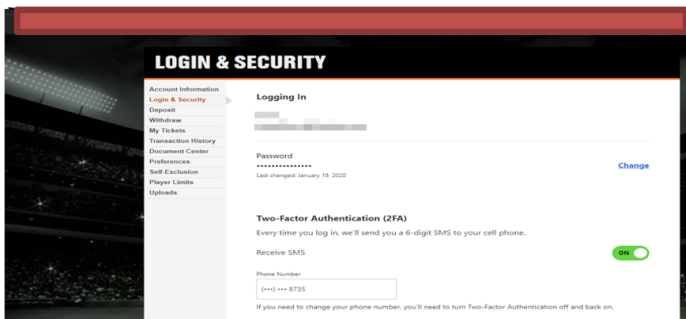 LOGIN & SECURITY
Account Information
Login & Security
Deposit
Withdraw
My Tickets
Transaction History
Document Center
Preferences
Self-Exclusion
Player Limits
Uploads
Logging In
Password
•••••••••••••••
Change
Last changed: January 19, 2020
Two-Factor Authentication (2FA)
Every time you log in, we'll send you a 6-digit SMS to your cell phone.
Receive SMS
ON
Phone Number
(•••) ••• 8735
If you need to change your phone number, you'll need to turn Two-Factor Authentication off and back on.